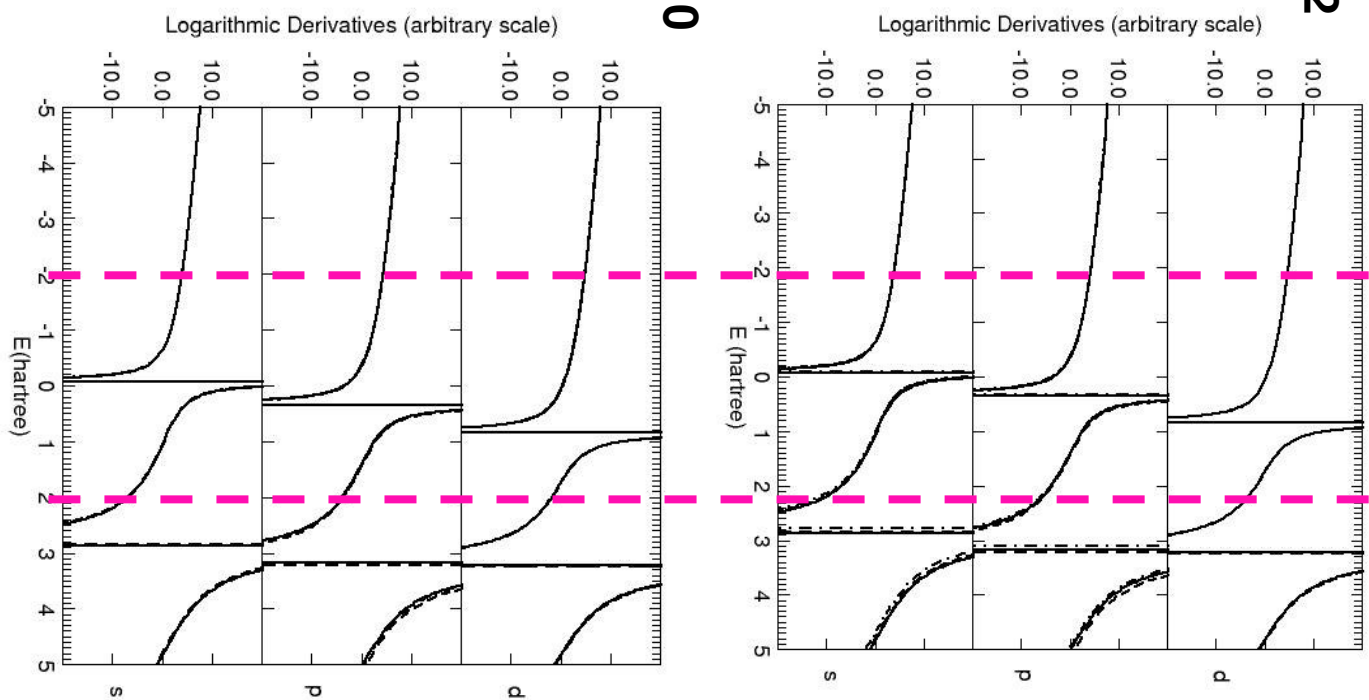 Logarithmic Derivatives (arbitrary scale)
-10.0 0.0 10.0 -10.0 0.0 10.0 -10.0 0.0 10.0
-5 -4 -3 -2 -1 0 1 2 3 4 5
E(hartree)
s
p
d
0
Logarithmic Derivatives (arbitrary scale)
-10.0 0.0 10.0 -10.0 0.0 10.0 -10.0 0.0 10.0
-5 -4 -3 -2 -1 0 1 2 3 4 5
E (hartree)
s
p
d
2